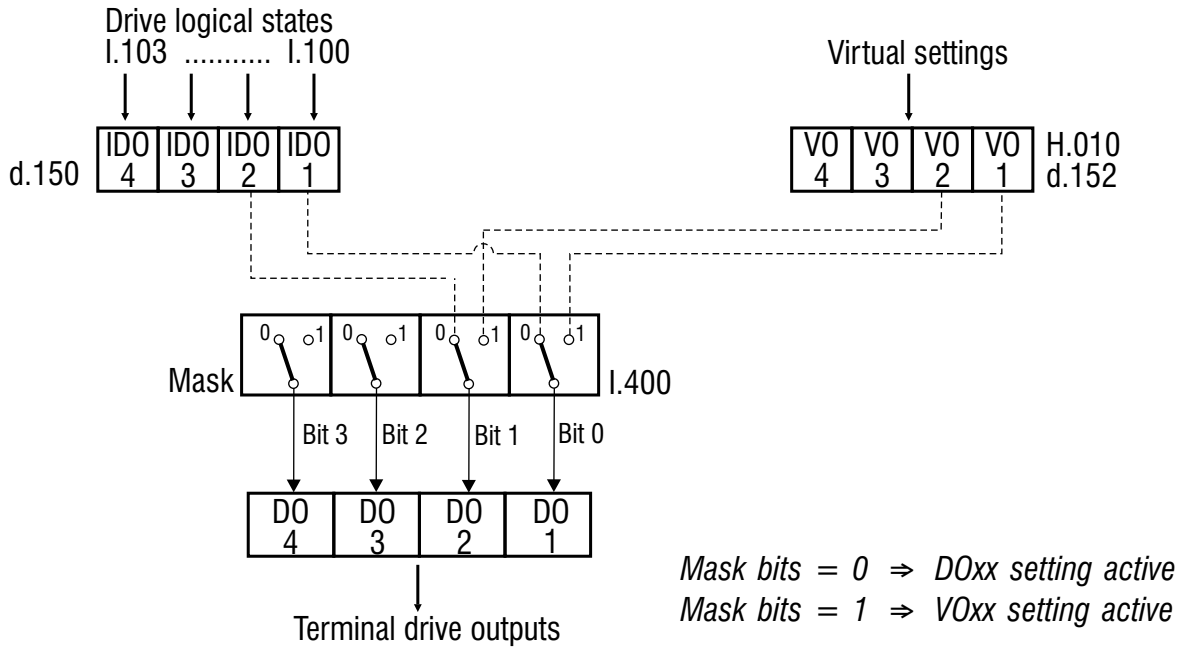 Drive logical states
I.103 ........... I.100
Virtual settings
d.150
IDO 4
IDO 3
IDO 2
IDO 1
VO 4
VO 3
VO 2
VO 1
H.010
d.152
Mask
0 1
0 1
0 1
0 1
I.400
Bit 3
Bit 2
Bit 1
Bit 0
DO 4
DO 3
DO 2
DO 1
Mask bits = 0 ⇒ DOxx setting active
Mask bits = 1 ⇒ VOxx setting active
Terminal drive outputs